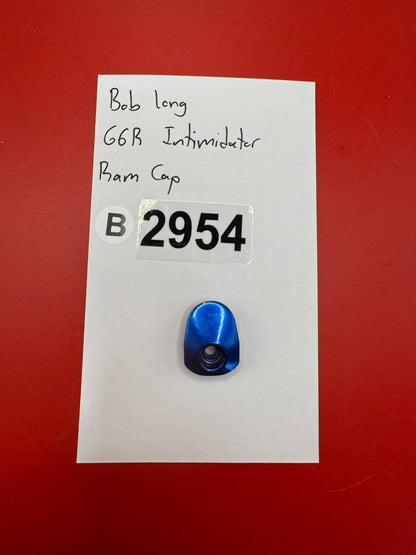 Bob Long
G6R Intimidator
Ram Cap
B 2954